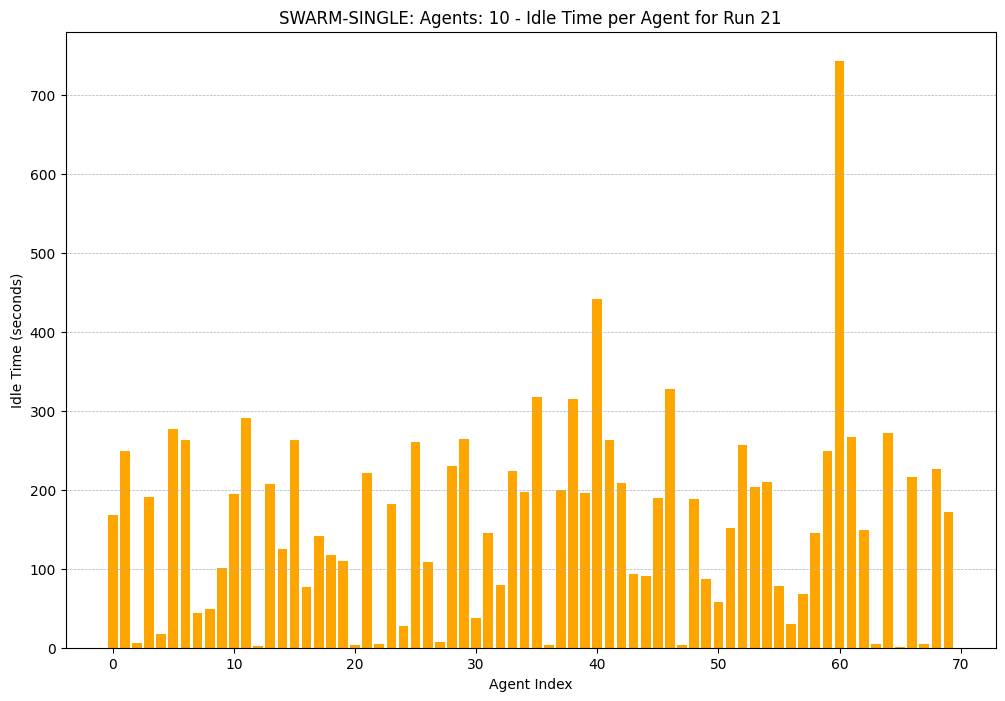 SWARM-SINGLE: Agents: 10 - Idle Time per Agent for Run 21
Idle Time (seconds)
700
600
500
400
300
200
100
0
0 10 20 30 40 50 60 70
Agent Index